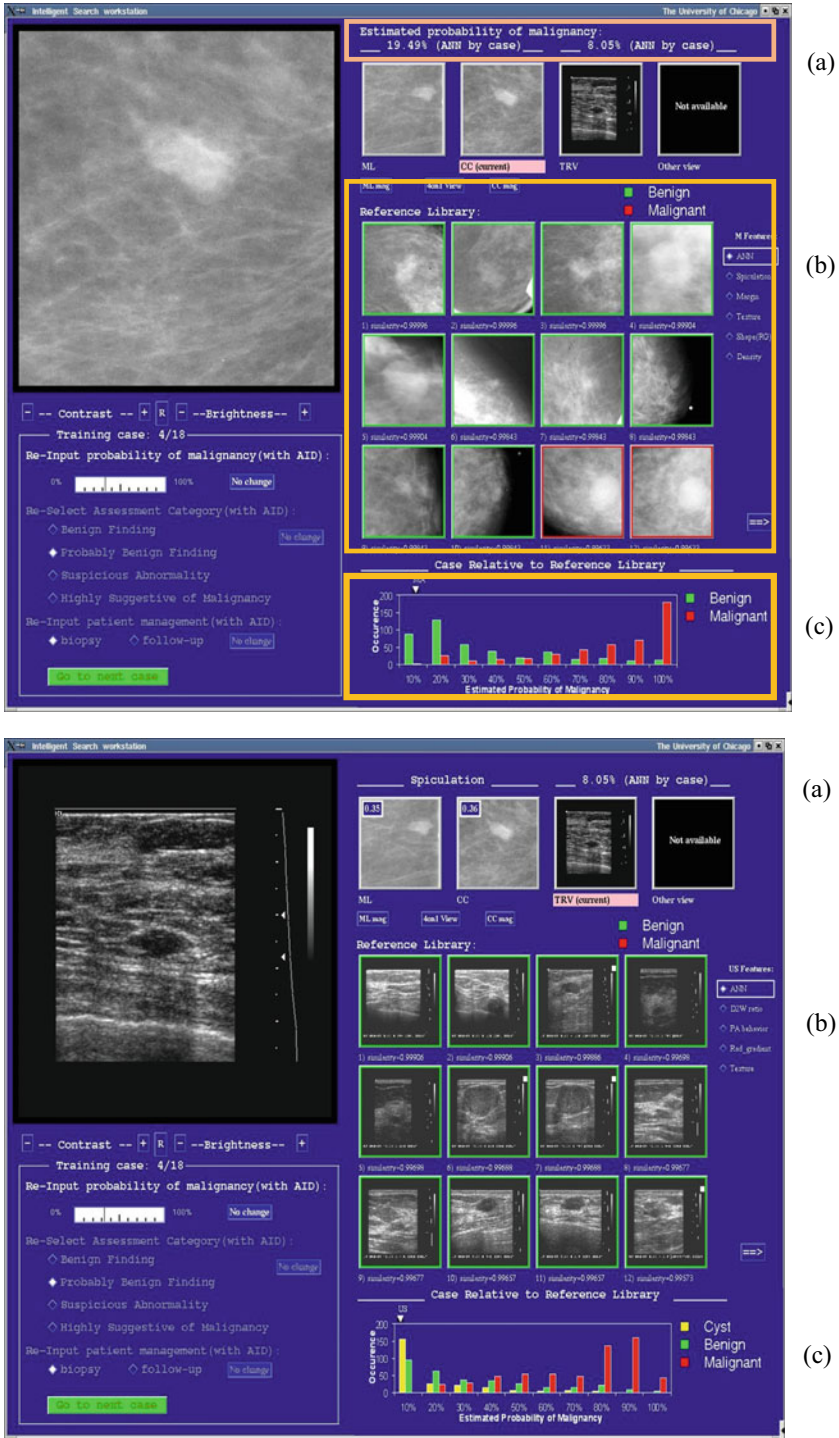 Intelligent Search workstation The University of Chicago
Estimated probability of malignancy:
19.49% (ANN by case) 8.05% (ANN by case)
(a)
Not available
ML CC (current) TRV Other view
ML mag 4on1 View CC mag
Benign
Malignant
Reference Library:
M Features:
ANN
Spiculation
Margin
Texture
Shape(RG)
Density
(b)
1) similarity=0.99996 2) similarity=0.99996 3) similarity=0.99996 4) similarity=0.99904
5) similarity=0.99904 6) similarity=0.99843 7) similarity=0.99843 8) similarity=0.99843
==>
- -- Contrast -- + R - --Brightness-- +
Training case: 4/18
Re-Input probability of malignancy(with AID):
0% 100% No change
Re-Select Assessment Category(with AID):
Benign Finding No change
Probably Benign Finding
Suspicious Abnormality
Highly Suggestive of Malignancy
Re-Input patient management(with AID):
biopsy follow-up No change
Go to next case
Case Relative to Reference Library
Occurence
200
150
100
50
0
10% 20% 30% 40% 50% 60% 70% 80% 90% 100%
Estimated Probability of Malignancy
Benign
Malignant
(c)
Intelligent Search workstation The University of Chicago
Spiculation 8.05% (ANN by case)
(a)
0.35 0.36
Not available
ML CC TRV (current) Other view
ML mag 4on1 View CC mag
Benign
Malignant
Reference Library:
US Features:
ANN
D2W ratio
PA behavior
Rad_gradient
Texture
(b)
1) similarity=0.99906 2) similarity=0.99906 3) similarity=0.99886 4) similarity=0.99698
5) similarity=0.99698 6) similarity=0.99688 7) similarity=0.99688 8) similarity=0.99677
9) similarity=0.99677 10) similarity=0.99657 11) similarity=0.99657 12) similarity=0.99573
==>
- -- Contrast -- + R - --Brightness-- +
Training case: 4/18
Re-Input probability of malignancy(with AID):
0% 100% No change
Re-Select Assessment Category(with AID):
Benign Finding No change
Probably Benign Finding
Suspicious Abnormality
Highly Suggestive of Malignancy
Re-Input patient management(with AID):
biopsy follow-up No change
Go to next case
Case Relative to Reference Library
US
Occurence
200
150
100
50
0
10% 20% 30% 40% 50% 60% 70% 80% 90% 100%
Estimated Probability of Malignancy
Cyst
Benign
Malignant
(c)